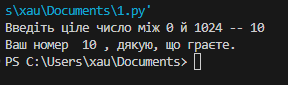 s\xau\Documents\1.py'
Введіть ціле число між 0 й 1024 -- 10
Ваш номер  10 , дякую, що граєте.
PS C:\Users\xau\Documents>